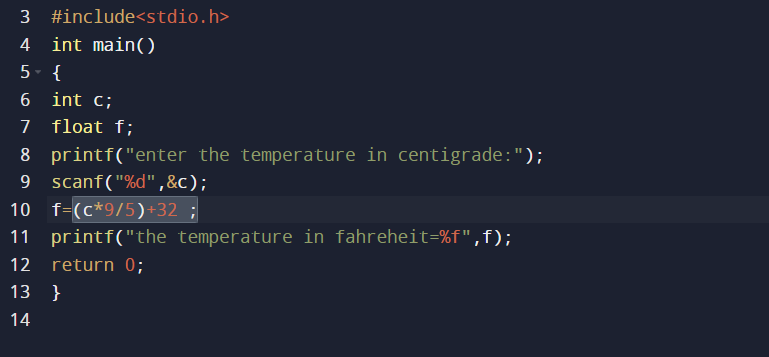 3 #include<stdio.h>
4 int main()
5 {
6 int c;
7 float f;
8 printf("enter the temperature in centigrade:");
9 scanf("%d",&c);
10 f=(c*9/5)+32 ;
11 printf("the temperature in fahreheit=%f",f);
12 return 0;
13 }
14